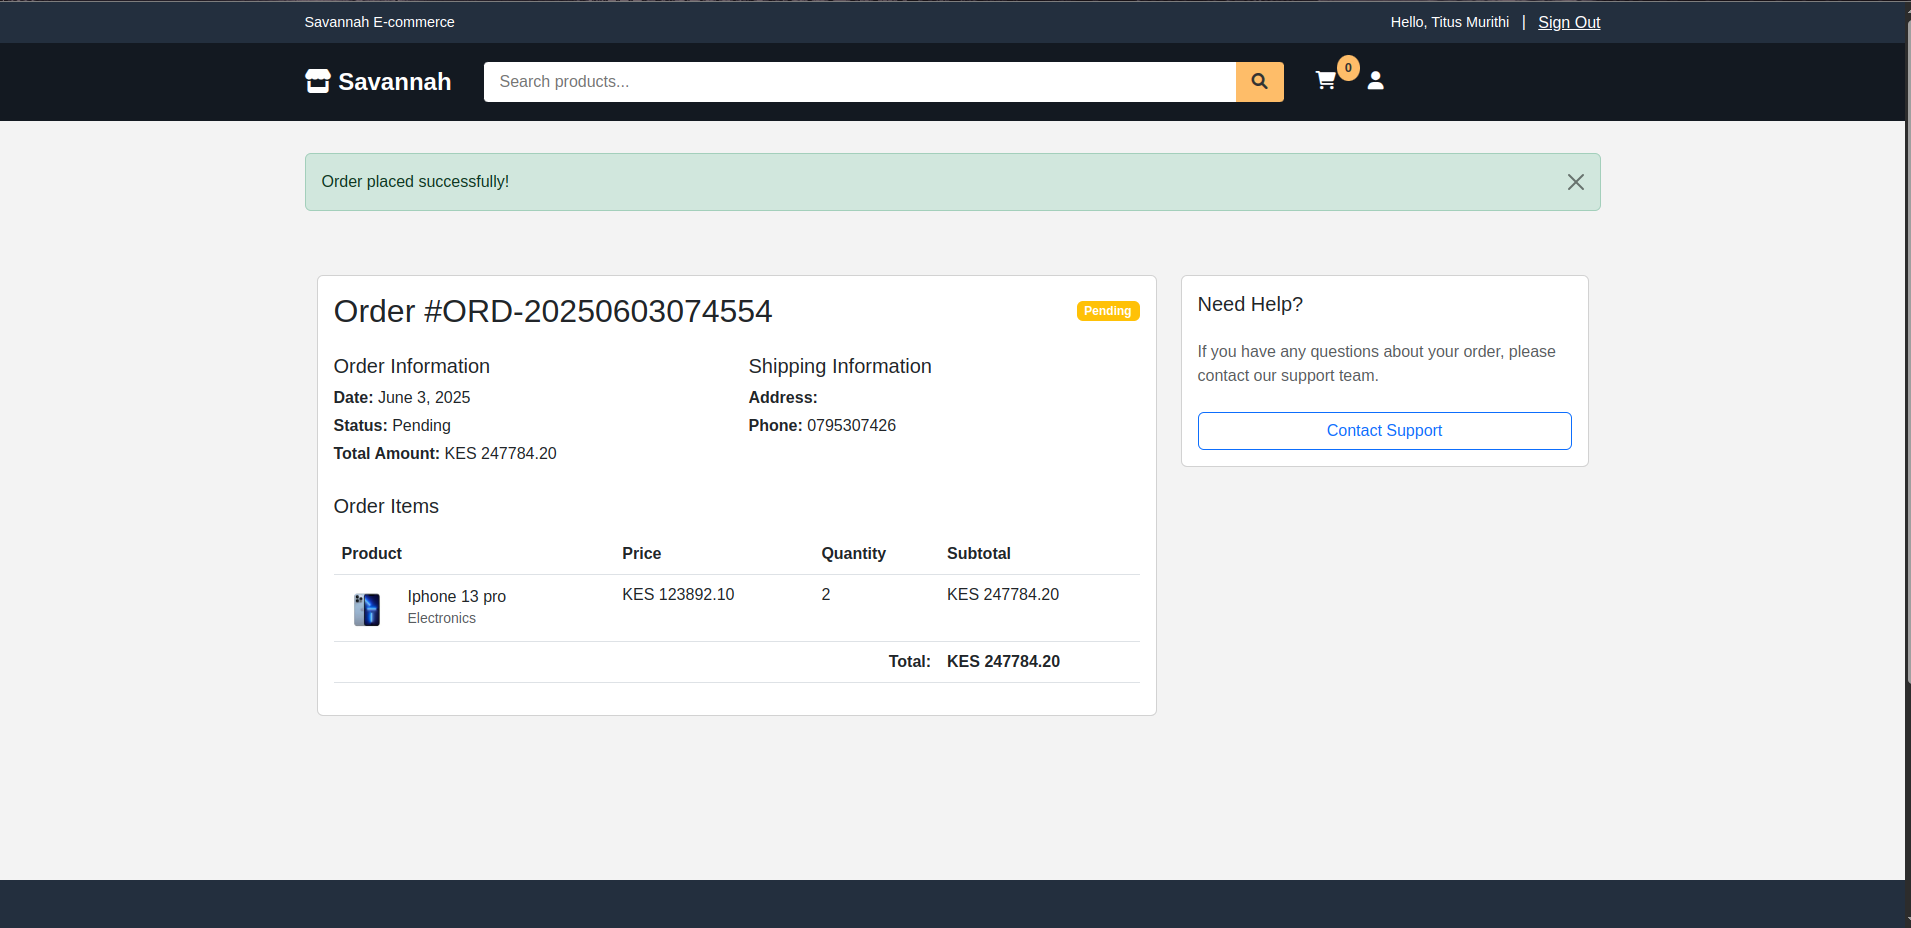 Savannah E-commerce
Hello, Titus Murithi | Sign Out
Savannah
Search products...
0
Order placed successfully!
Order #ORD-20250603074554
Pending
Order Information
Date: June 3, 2025
Status: Pending
Total Amount: KES 247784.20
Shipping Information
Address:
Phone: 0795307426
Order Items
Product Price Quantity Subtotal
Iphone 13 pro KES 123892.10 2 KES 247784.20
Electronics
Total: KES 247784.20
Need Help?
If you have any questions about your order, please
contact our support team.
Contact Support